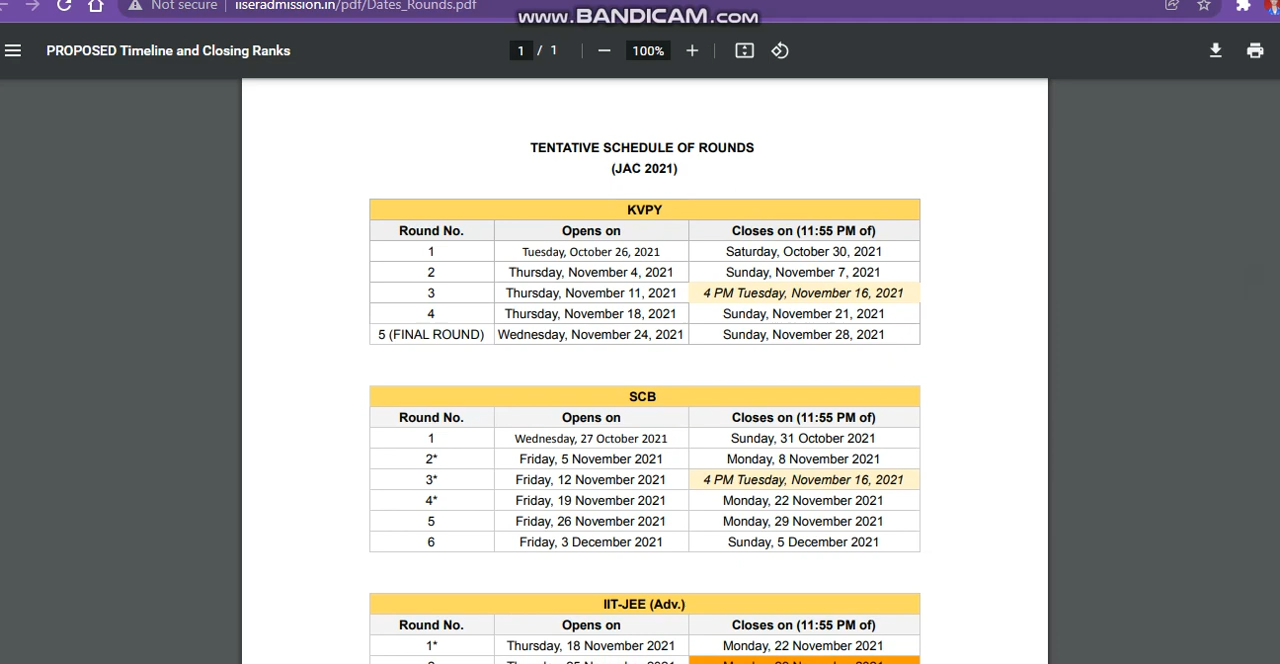 Not secure
iiseradmission.in/pdf/Dates_Rounds.pdf
www.BANDICAM.com
PROPOSED Timeline and Closing Ranks
1 / 1
100%
TENTATIVE SCHEDULE OF ROUNDS
(JAC 2021)
KVPY
Round No. Opens on Closes on (11:55 PM of)
1 Tuesday, October 26, 2021 Saturday, October 30, 2021
2 Thursday, November 4, 2021 Sunday, November 7, 2021
3 Thursday, November 11, 2021 4 PM Tuesday, November 16, 2021
4 Thursday, November 18, 2021 Sunday, November 21, 2021
5 (FINAL ROUND) Wednesday, November 24, 2021 Sunday, November 28, 2021
SCB
Round No. Opens on Closes on (11:55 PM of)
1 Wednesday, 27 October 2021 Sunday, 31 October 2021
2* Friday, 5 November 2021 Monday, 8 November 2021
3* Friday, 12 November 2021 4 PM Tuesday, November 16, 2021
4* Friday, 19 November 2021 Monday, 22 November 2021
5 Friday, 26 November 2021 Monday, 29 November 2021
6 Friday, 3 December 2021 Sunday, 5 December 2021
IIT-JEE (Adv.)
Round No. Opens on Closes on (11:55 PM of)
1* Thursday, 18 November 2021 Monday, 22 November 2021